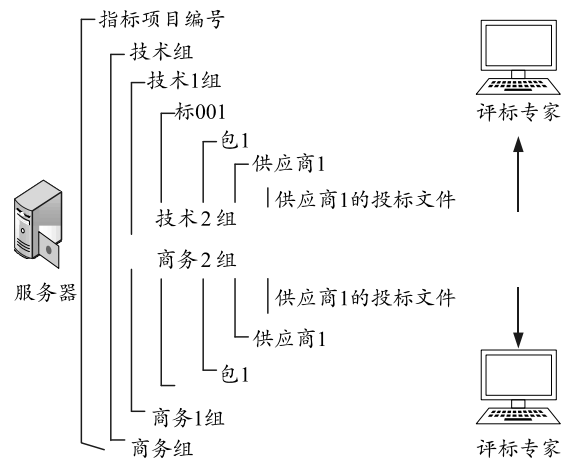 指标项目编号
技术组
技术1组
标001
包1
供应商1
供应商1的投标文件
技术2组
商务2组
供应商1的投标文件
供应商1
包1
商务1组
商务组
服务器
评标专家
评标专家